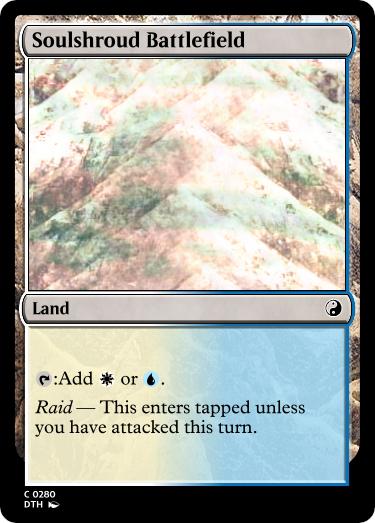 Soulshroud Battlefield
Land
:Add or .
Raid — This enters tapped unless
you have attacked this turn.
C 0280
DTH